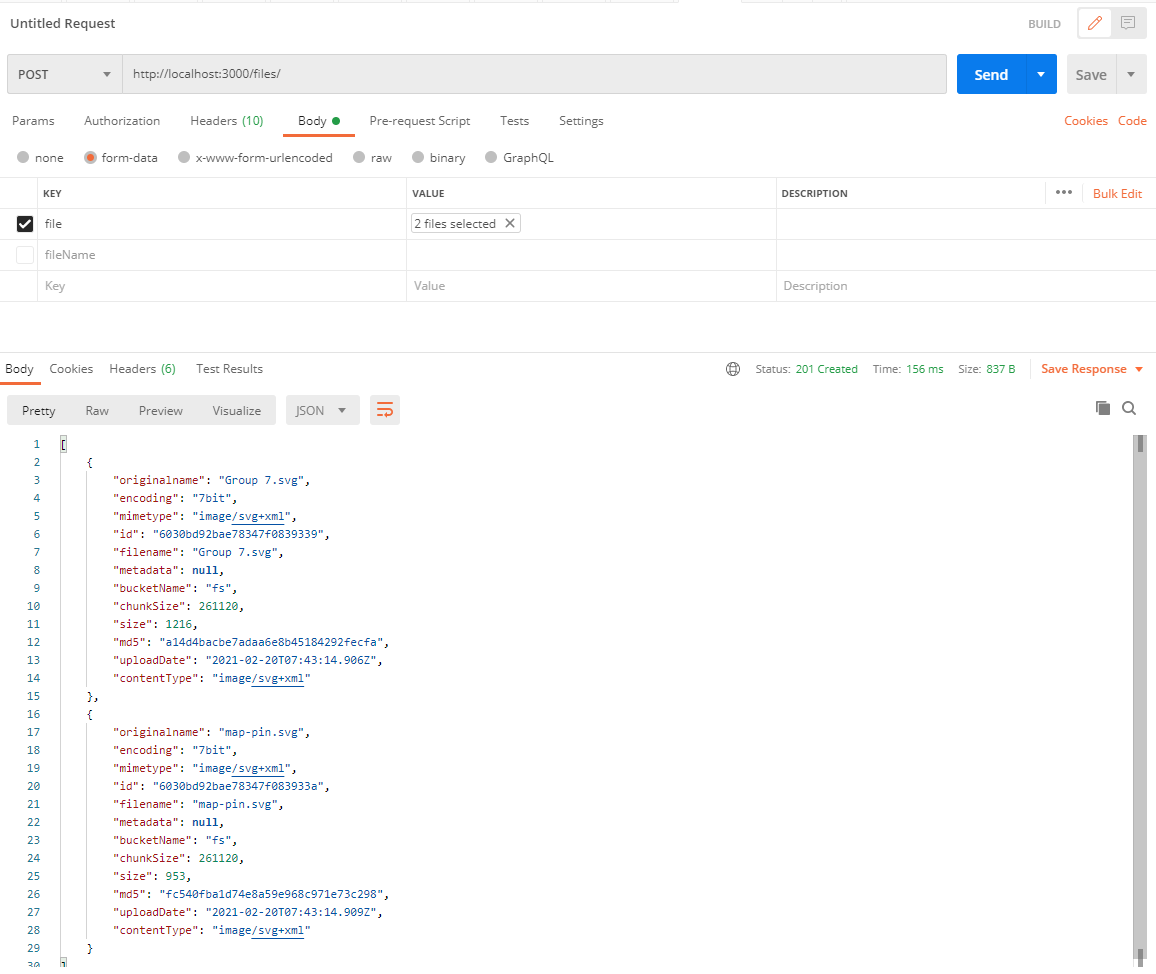 Untitled Request
BUILD
POST http://localhost:3000/files/ Send Save
Params Authorization Headers (10) Body Pre-request Script Tests Settings Cookies Code
none form-data x-www-form-urlencoded raw binary GraphQL
KEY VALUE DESCRIPTION ••• Bulk Edit
file 2 files selected
fileName
Key Value Description
Body Cookies Headers (6) Test Results Status: 201 Created Time: 156 ms Size: 837 B Save Response
Pretty Raw Preview Visualize JSON
1 [
2 {
3 "originalname": "Group 7.svg",
4 "encoding": "7bit",
5 "mimetype": "image/svg+xml",
6 "id": "6030bd92bae78347f0839339",
7 "filename": "Group 7.svg",
8 "metadata": null,
9 "bucketName": "fs",
10 "chunkSize": 261120,
11 "size": 1216,
12 "md5": "a14d4bacbe7adaa6e8b45184292fecfa",
13 "uploadDate": "2021-02-20T07:43:14.906Z",
14 "contentType": "image/svg+xml"
15 },
16 {
17 "originalname": "map-pin.svg",
18 "encoding": "7bit",
19 "mimetype": "image/svg+xml",
20 "id": "6030bd92bae78347f083933a",
21 "filename": "map-pin.svg",
22 "metadata": null,
23 "bucketName": "fs",
24 "chunkSize": 261120,
25 "size": 953,
26 "md5": "fc540fba1d74e8a59e968c971e73c298",
27 "uploadDate": "2021-02-20T07:43:14.909Z",
28 "contentType": "image/svg+xml"
29 }
30 ]